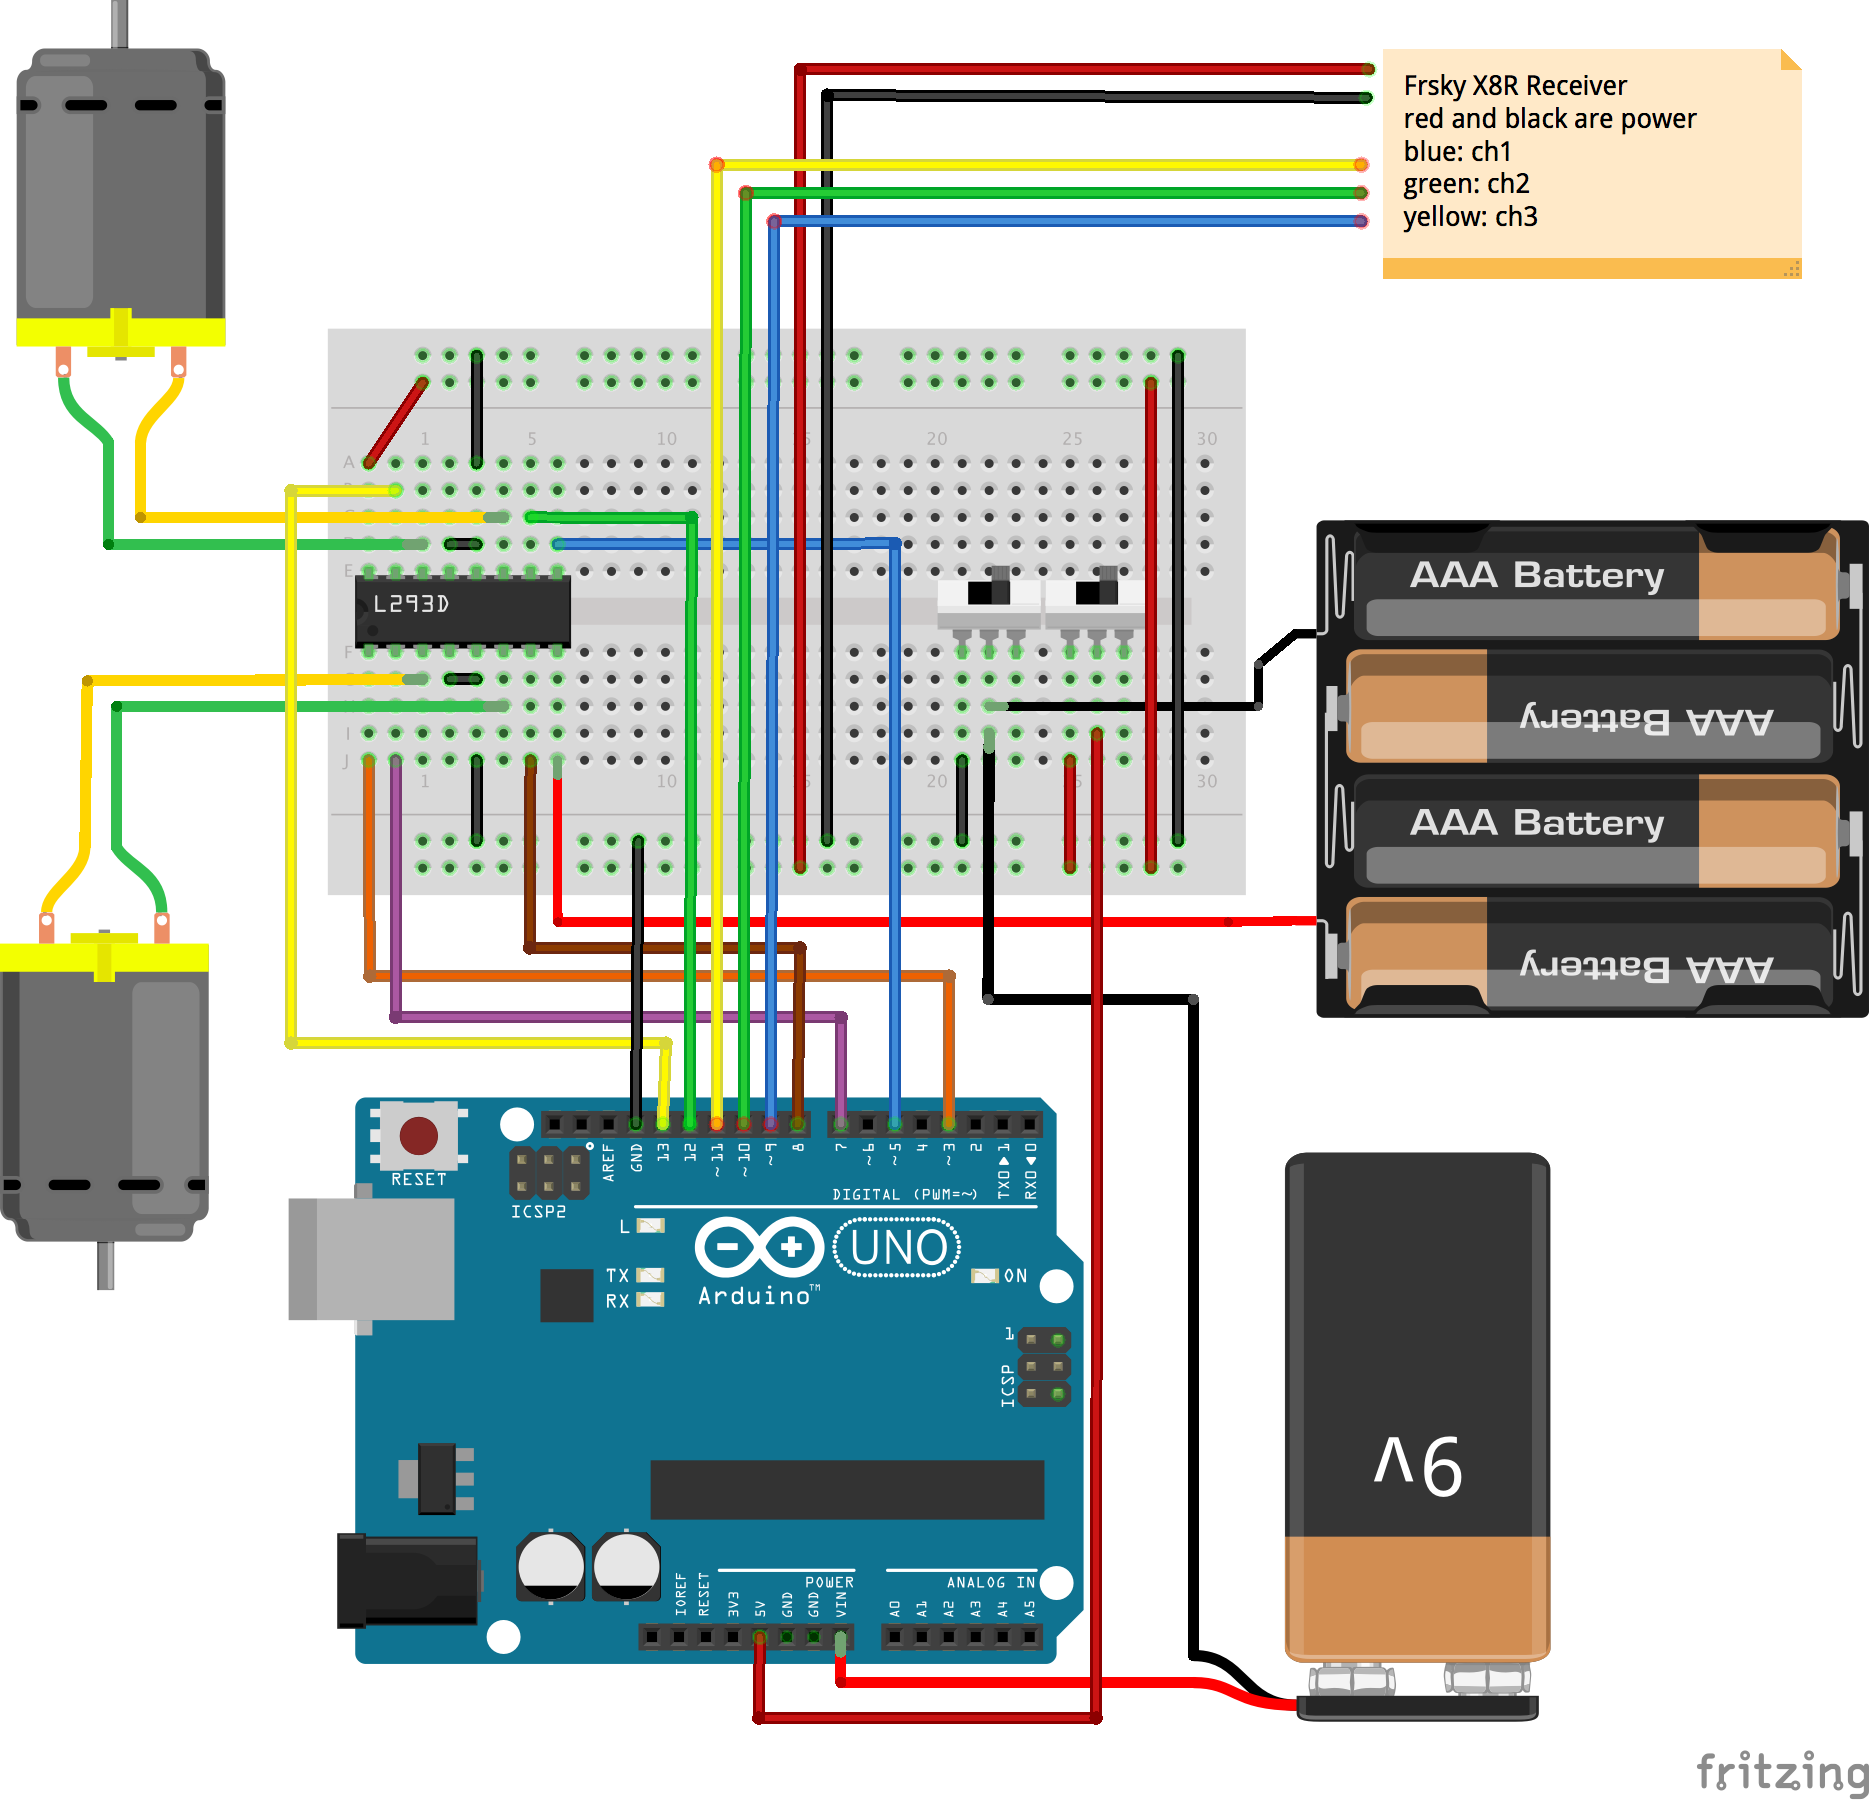 Frsky X8R Receiver
red and black are power
blue: ch1
green: ch2
yellow: ch3
1 5 10 15 20 25 30
A
E
L293D
F
I
J
1 10 15 20 25 30
AAA Battery
AAA Battery
AAA Battery
AAA Battery
RESET
ICSP2
AREF
GND
13
12
~11
~10
~9
8
7
~6
~5
4
~3
2
TX0▶1
RX0◀0
DIGITAL (PWM=~)
L
TX
RX
Arduino™
UNO
ON
1
ICSP
9V
IOREF
RESET
3V3
5V
GND
GND
VIN
POWER
A0
A1
A2
A3
A4
A5
ANALOG IN
fritzing